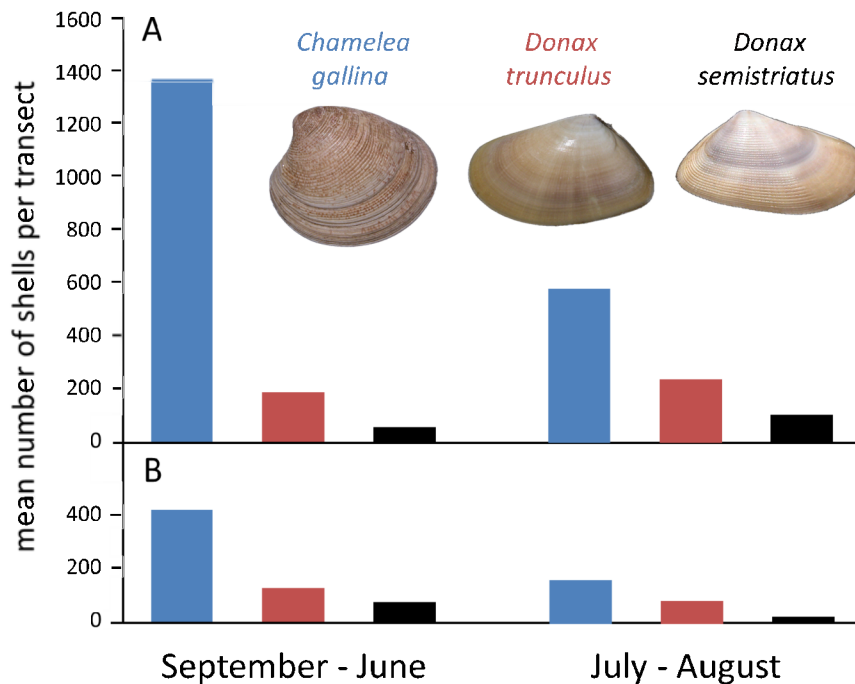 A
Chamelea
gallina
Donax
trunculus
Donax
semistriatus
mean number of shells per transect
1600
1400
1200
1000
800
600
400
200
0
B
400
200
0
September - June
July - August